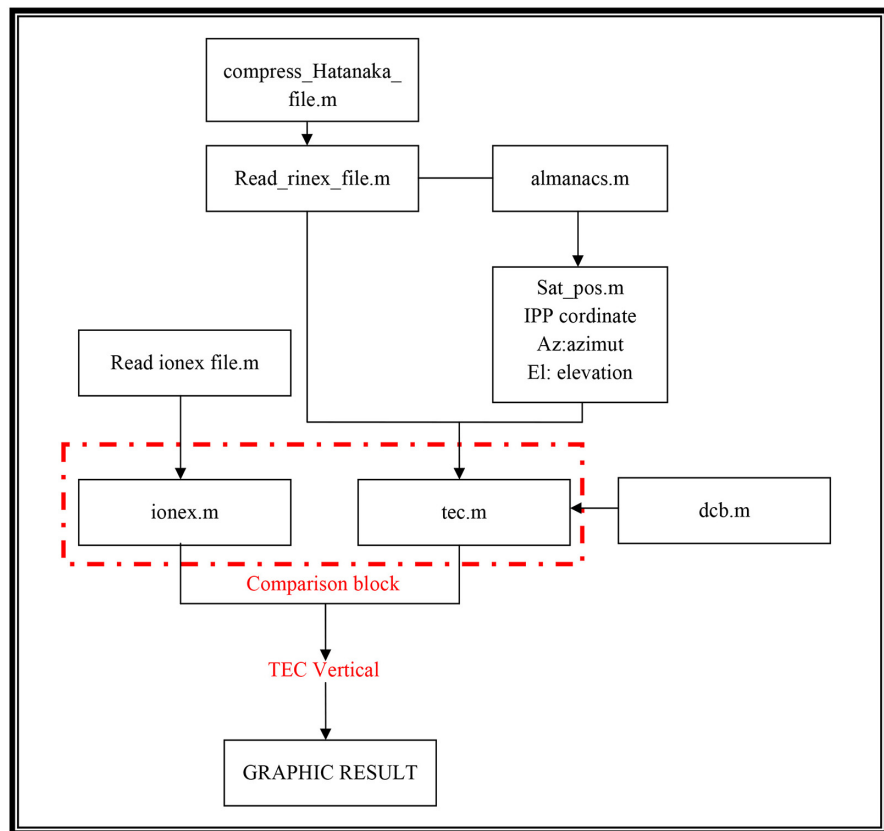 compress_Hatanaka_
file.m
Read_rinex_file.m
almanacs.m
Sat_pos.m
IPP cordinate
Az:azimut
El: elevation
Read ionex file.m
ionex.m
tec.m
dcb.m
Comparison block
TEC Vertical
GRAPHIC RESULT